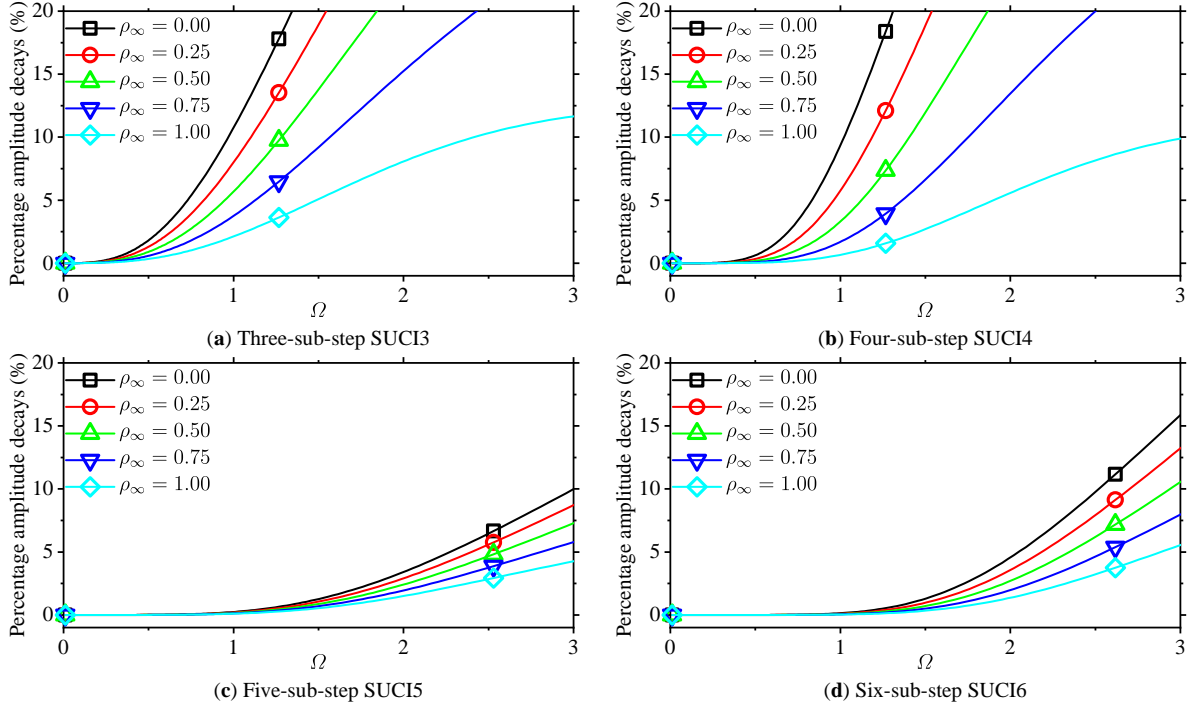 Percentage amplitude decays (%)
20
15
10
5
0
ρ∞ = 0.00
ρ∞ = 0.25
ρ∞ = 0.50
ρ∞ = 0.75
ρ∞ = 1.00
0 1 2 3
Ω
(a) Three-sub-step SUCI3
Percentage amplitude decays (%)
20
15
10
5
0
ρ∞ = 0.00
ρ∞ = 0.25
ρ∞ = 0.50
ρ∞ = 0.75
ρ∞ = 1.00
0 1 2 3
Ω
(b) Four-sub-step SUCI4
Percentage amplitude decays (%)
20
15
10
5
0
ρ∞ = 0.00
ρ∞ = 0.25
ρ∞ = 0.50
ρ∞ = 0.75
ρ∞ = 1.00
0 1 2 3
Ω
(c) Five-sub-step SUCI5
Percentage amplitude decays (%)
20
15
10
5
0
ρ∞ = 0.00
ρ∞ = 0.25
ρ∞ = 0.50
ρ∞ = 0.75
ρ∞ = 1.00
0 1 2 3
Ω
(d) Six-sub-step SUCI6